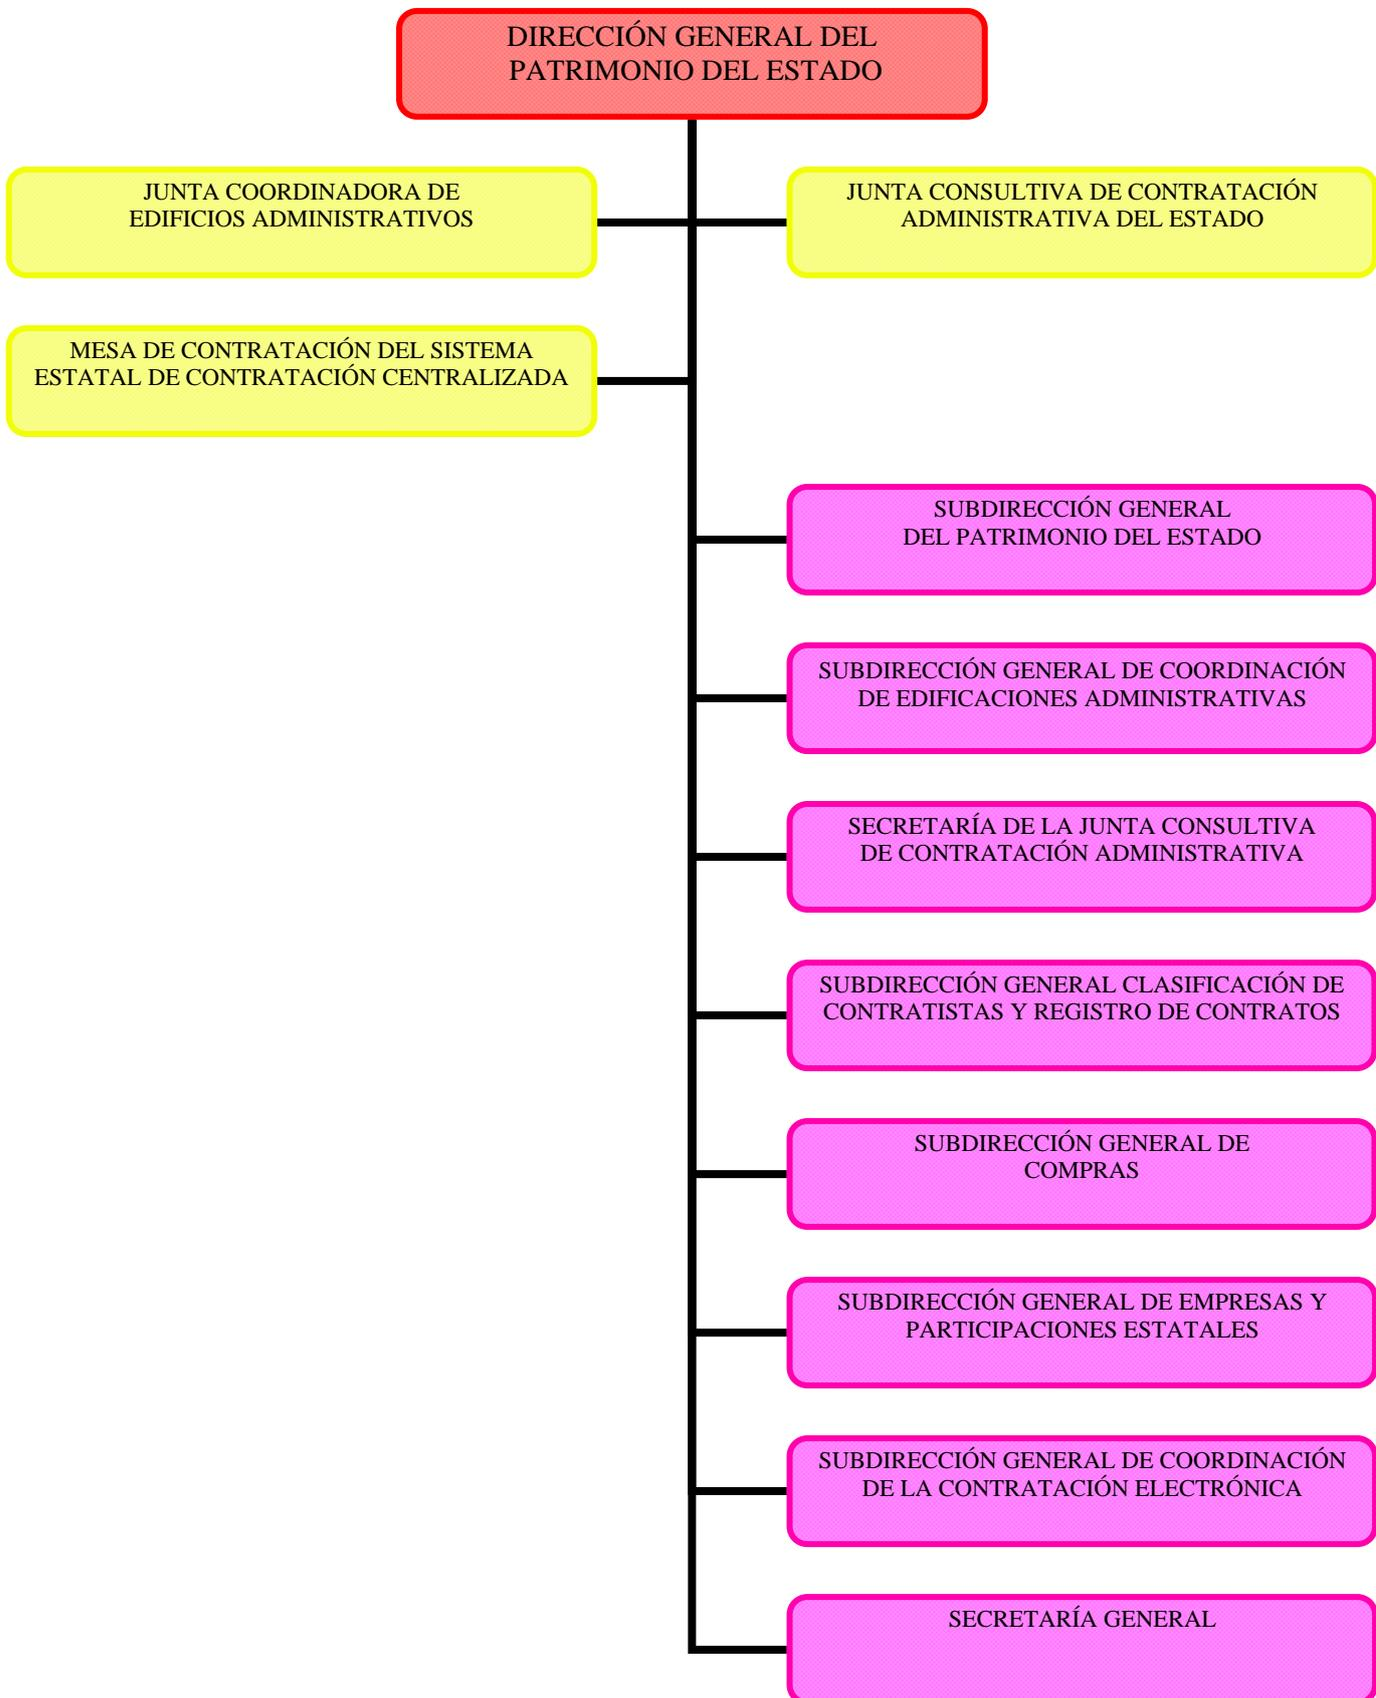 DIRECCIÓN GENERAL DEL
PATRIMONIO DEL ESTADO
JUNTA COORDINADORA DE
EDIFICIOS ADMINISTRATIVOS
JUNTA CONSULTIVA DE CONTRATACIÓN
ADMINISTRATIVA DEL ESTADO
MESA DE CONTRATACIÓN DEL SISTEMA
ESTATAL DE CONTRATACIÓN CENTRALIZADA
SUBDIRECCIÓN GENERAL
DEL PATRIMONIO DEL ESTADO
SUBDIRECCIÓN GENERAL DE COORDINACIÓN
DE EDIFICACIONES ADMINISTRATIVAS
SECRETARÍA DE LA JUNTA CONSULTIVA
DE CONTRATACIÓN ADMINISTRATIVA
SUBDIRECCIÓN GENERAL CLASIFICACIÓN DE
CONTRATISTAS Y REGISTRO DE CONTRATOS
SUBDIRECCIÓN GENERAL DE
COMPRAS
SUBDIRECCIÓN GENERAL DE EMPRESAS Y
PARTICIPACIONES ESTATALES
SUBDIRECCIÓN GENERAL DE COORDINACIÓN
DE LA CONTRATACIÓN ELECTRÓNICA
SECRETARÍA GENERAL